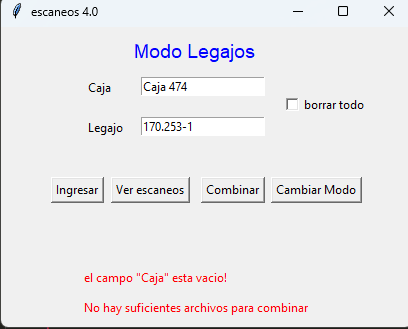 escaneos 4.0
Modo Legajos
Caja
Caja 474
borrar todo
Legajo
170.253-1
Ingresar
Ver escaneos
Combinar
Cambiar Modo
el campo "Caja" esta vacio!
No hay suficientes archivos para combinar